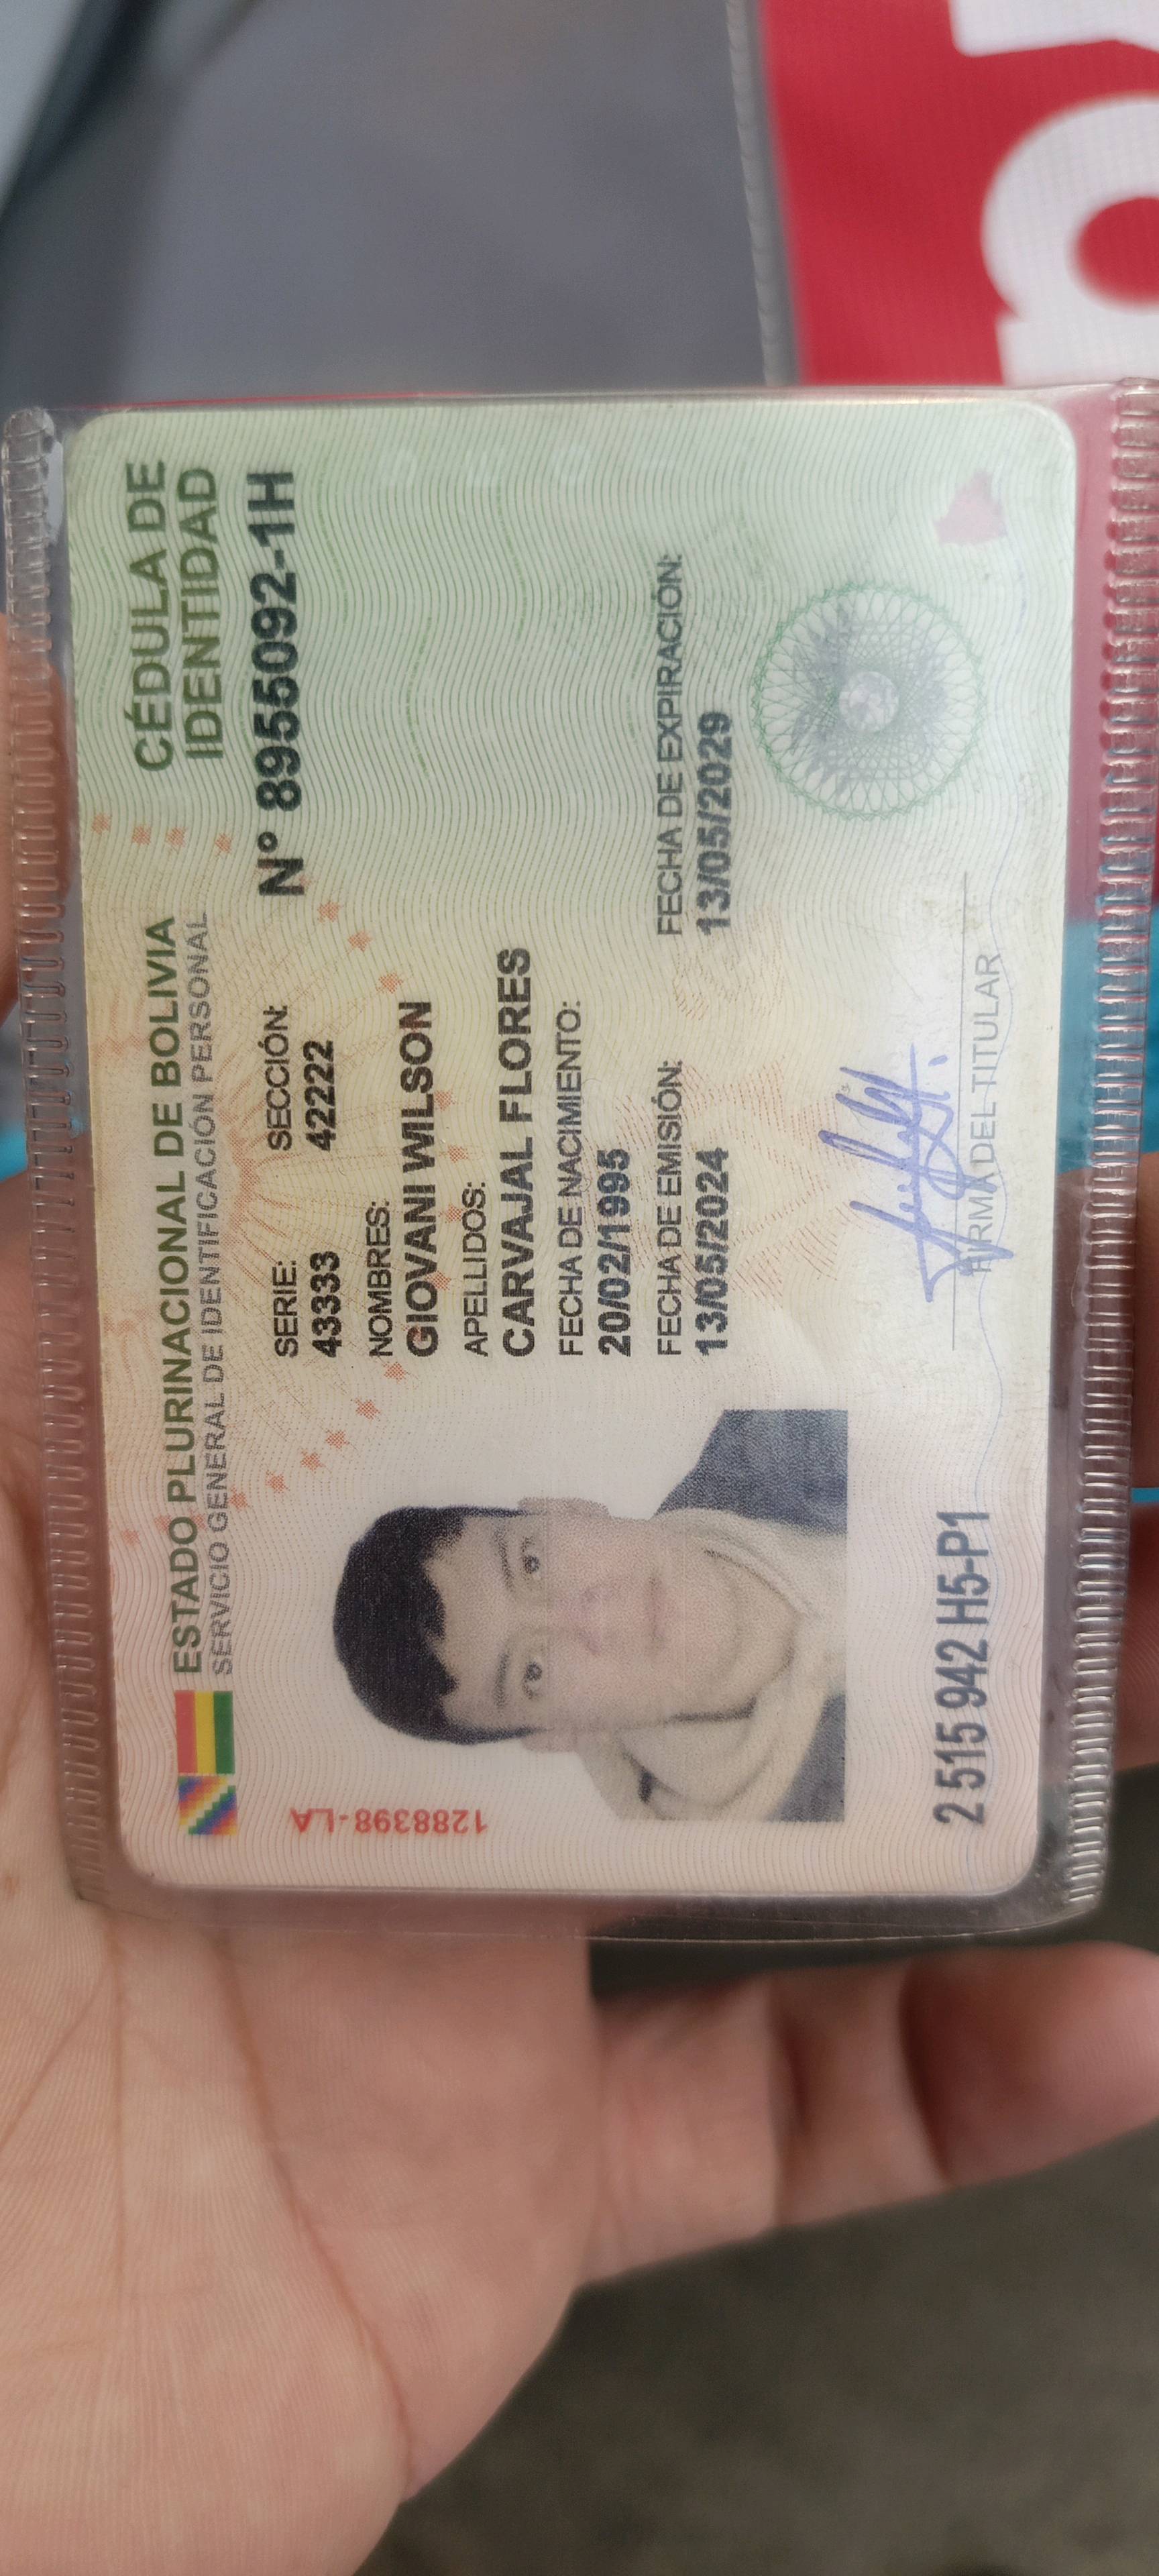 ESTADO PLURINACIONAL DE BOLIVIA
SERVICIO GENERAL DE IDENTIFICACIÓN PERSONAL
CÉDULA DE
IDENTIDAD
N° 8955092-1H
SERIE: SECCIÓN:
43333 42222
NOMBRES:
GIOVANI WILSON
APELLIDOS:
CARVAJAL FLORES
FECHA DE NACIMIENTO:
20/02/1995
FECHA DE EMISIÓN: FECHA DE EXPIRACIÓN:
13/05/2024 13/05/2029
1288398-LA
FIRMA DEL TITULAR
2 515 942 H5-P1